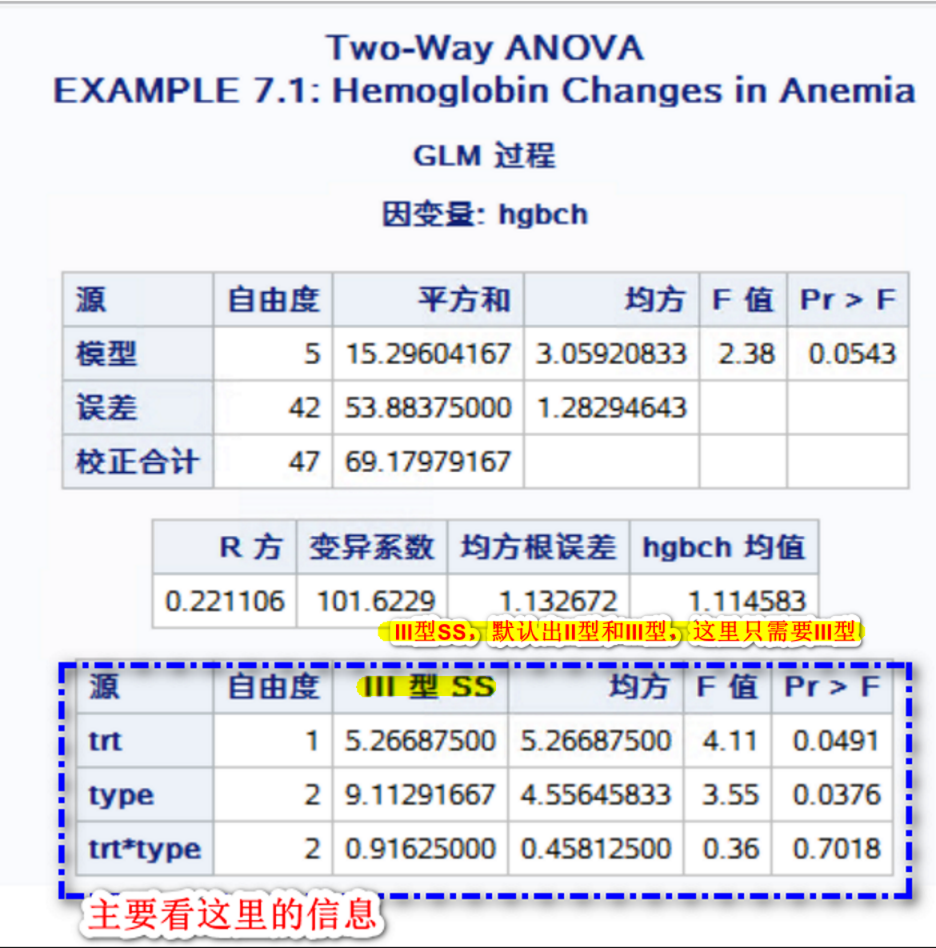 Two-Way ANOVA
EXAMPLE 7.1: Hemoglobin Changes in Anemia
GLM 过程
因变量: hgbch
源 自由度 平方和 均方 F 值 Pr > F
模型 5 15.29604167 3.05920833 2.38 0.0543
误差 42 53.88375000 1.28294643
校正合计 47 69.17979167
R 方 变异系数 均方根误差 hgbch 均值
0.221106 101.6229 1.132672 1.114583
III型SS，默认出II型和III型，这里只需要III型
源 自由度 III 型 SS 均方 F 值 Pr > F
trt 1 5.26687500 5.26687500 4.11 0.0491
type 2 9.11291667 4.55645833 3.55 0.0376
trt*type 2 0.91625000 0.45812500 0.36 0.7018
主要看这里的信息